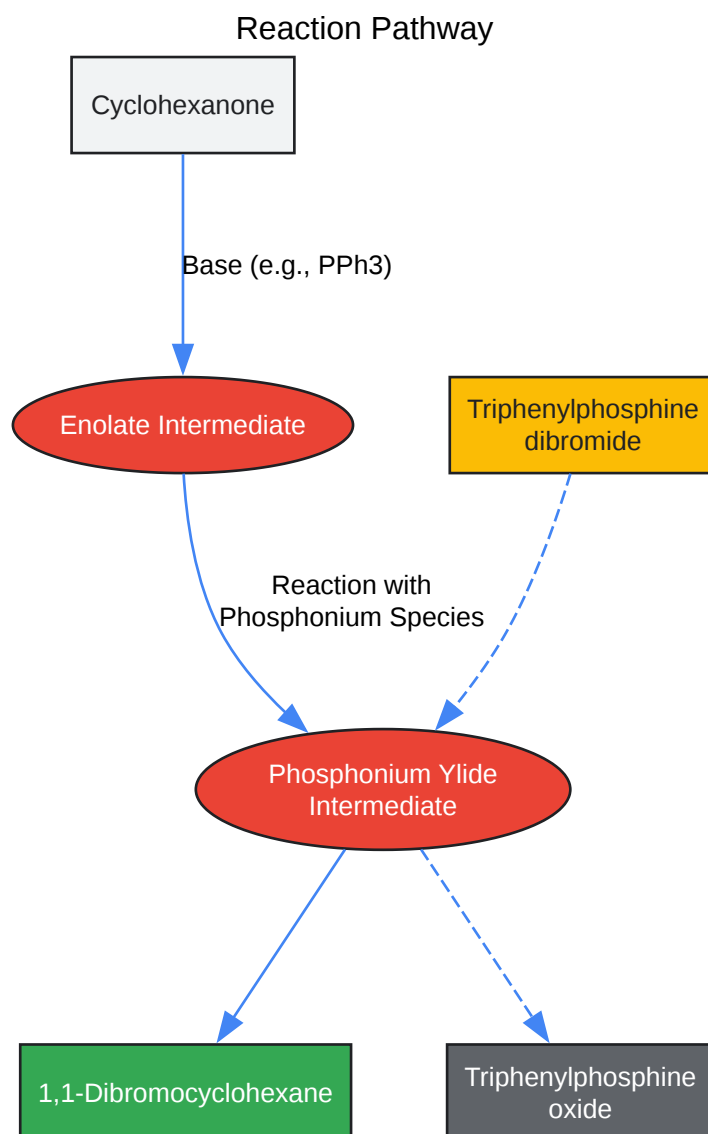 Reaction Pathway
Cyclohexanone
Base (e.g., PPh3)
Enolate Intermediate
Triphenylphosphine
dibromide
Reaction with
Phosphonium Species
Phosphonium Ylide
Intermediate
1,1-Dibromocyclohexane
Triphenylphosphine
oxide